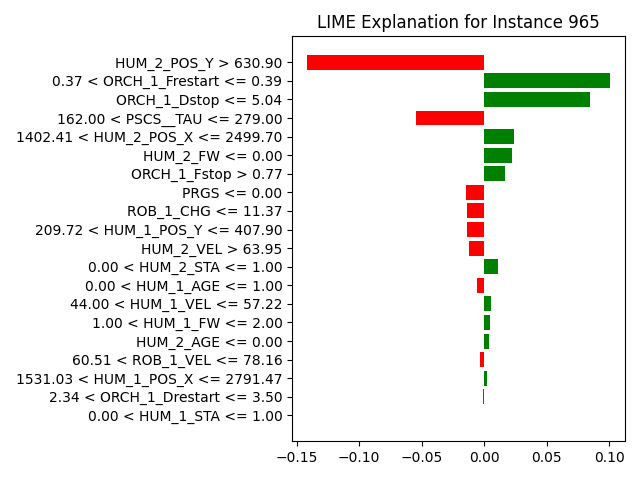 LIME Explanation for Instance 965
HUM_2_POS_Y > 630.90
0.37 < ORCH_1_Frestart <= 0.39
ORCH_1_Dstop <= 5.04
162.00 < PSCS__TAU <= 279.00
1402.41 < HUM_2_POS_X <= 2499.70
HUM_2_FW <= 0.00
ORCH_1_Fstop > 0.77
PRGS <= 0.00
ROB_1_CHG <= 11.37
209.72 < HUM_1_POS_Y <= 407.90
HUM_2_VEL > 63.95
0.00 < HUM_2_STA <= 1.00
0.00 < HUM_1_AGE <= 1.00
44.00 < HUM_1_VEL <= 57.22
1.00 < HUM_1_FW <= 2.00
HUM_2_AGE <= 0.00
60.51 < ROB_1_VEL <= 78.16
1531.03 < HUM_1_POS_X <= 2791.47
2.34 < ORCH_1_Drestart <= 3.50
0.00 < HUM_1_STA <= 1.00
−0.15 −0.10 −0.05 0.00 0.05 0.10